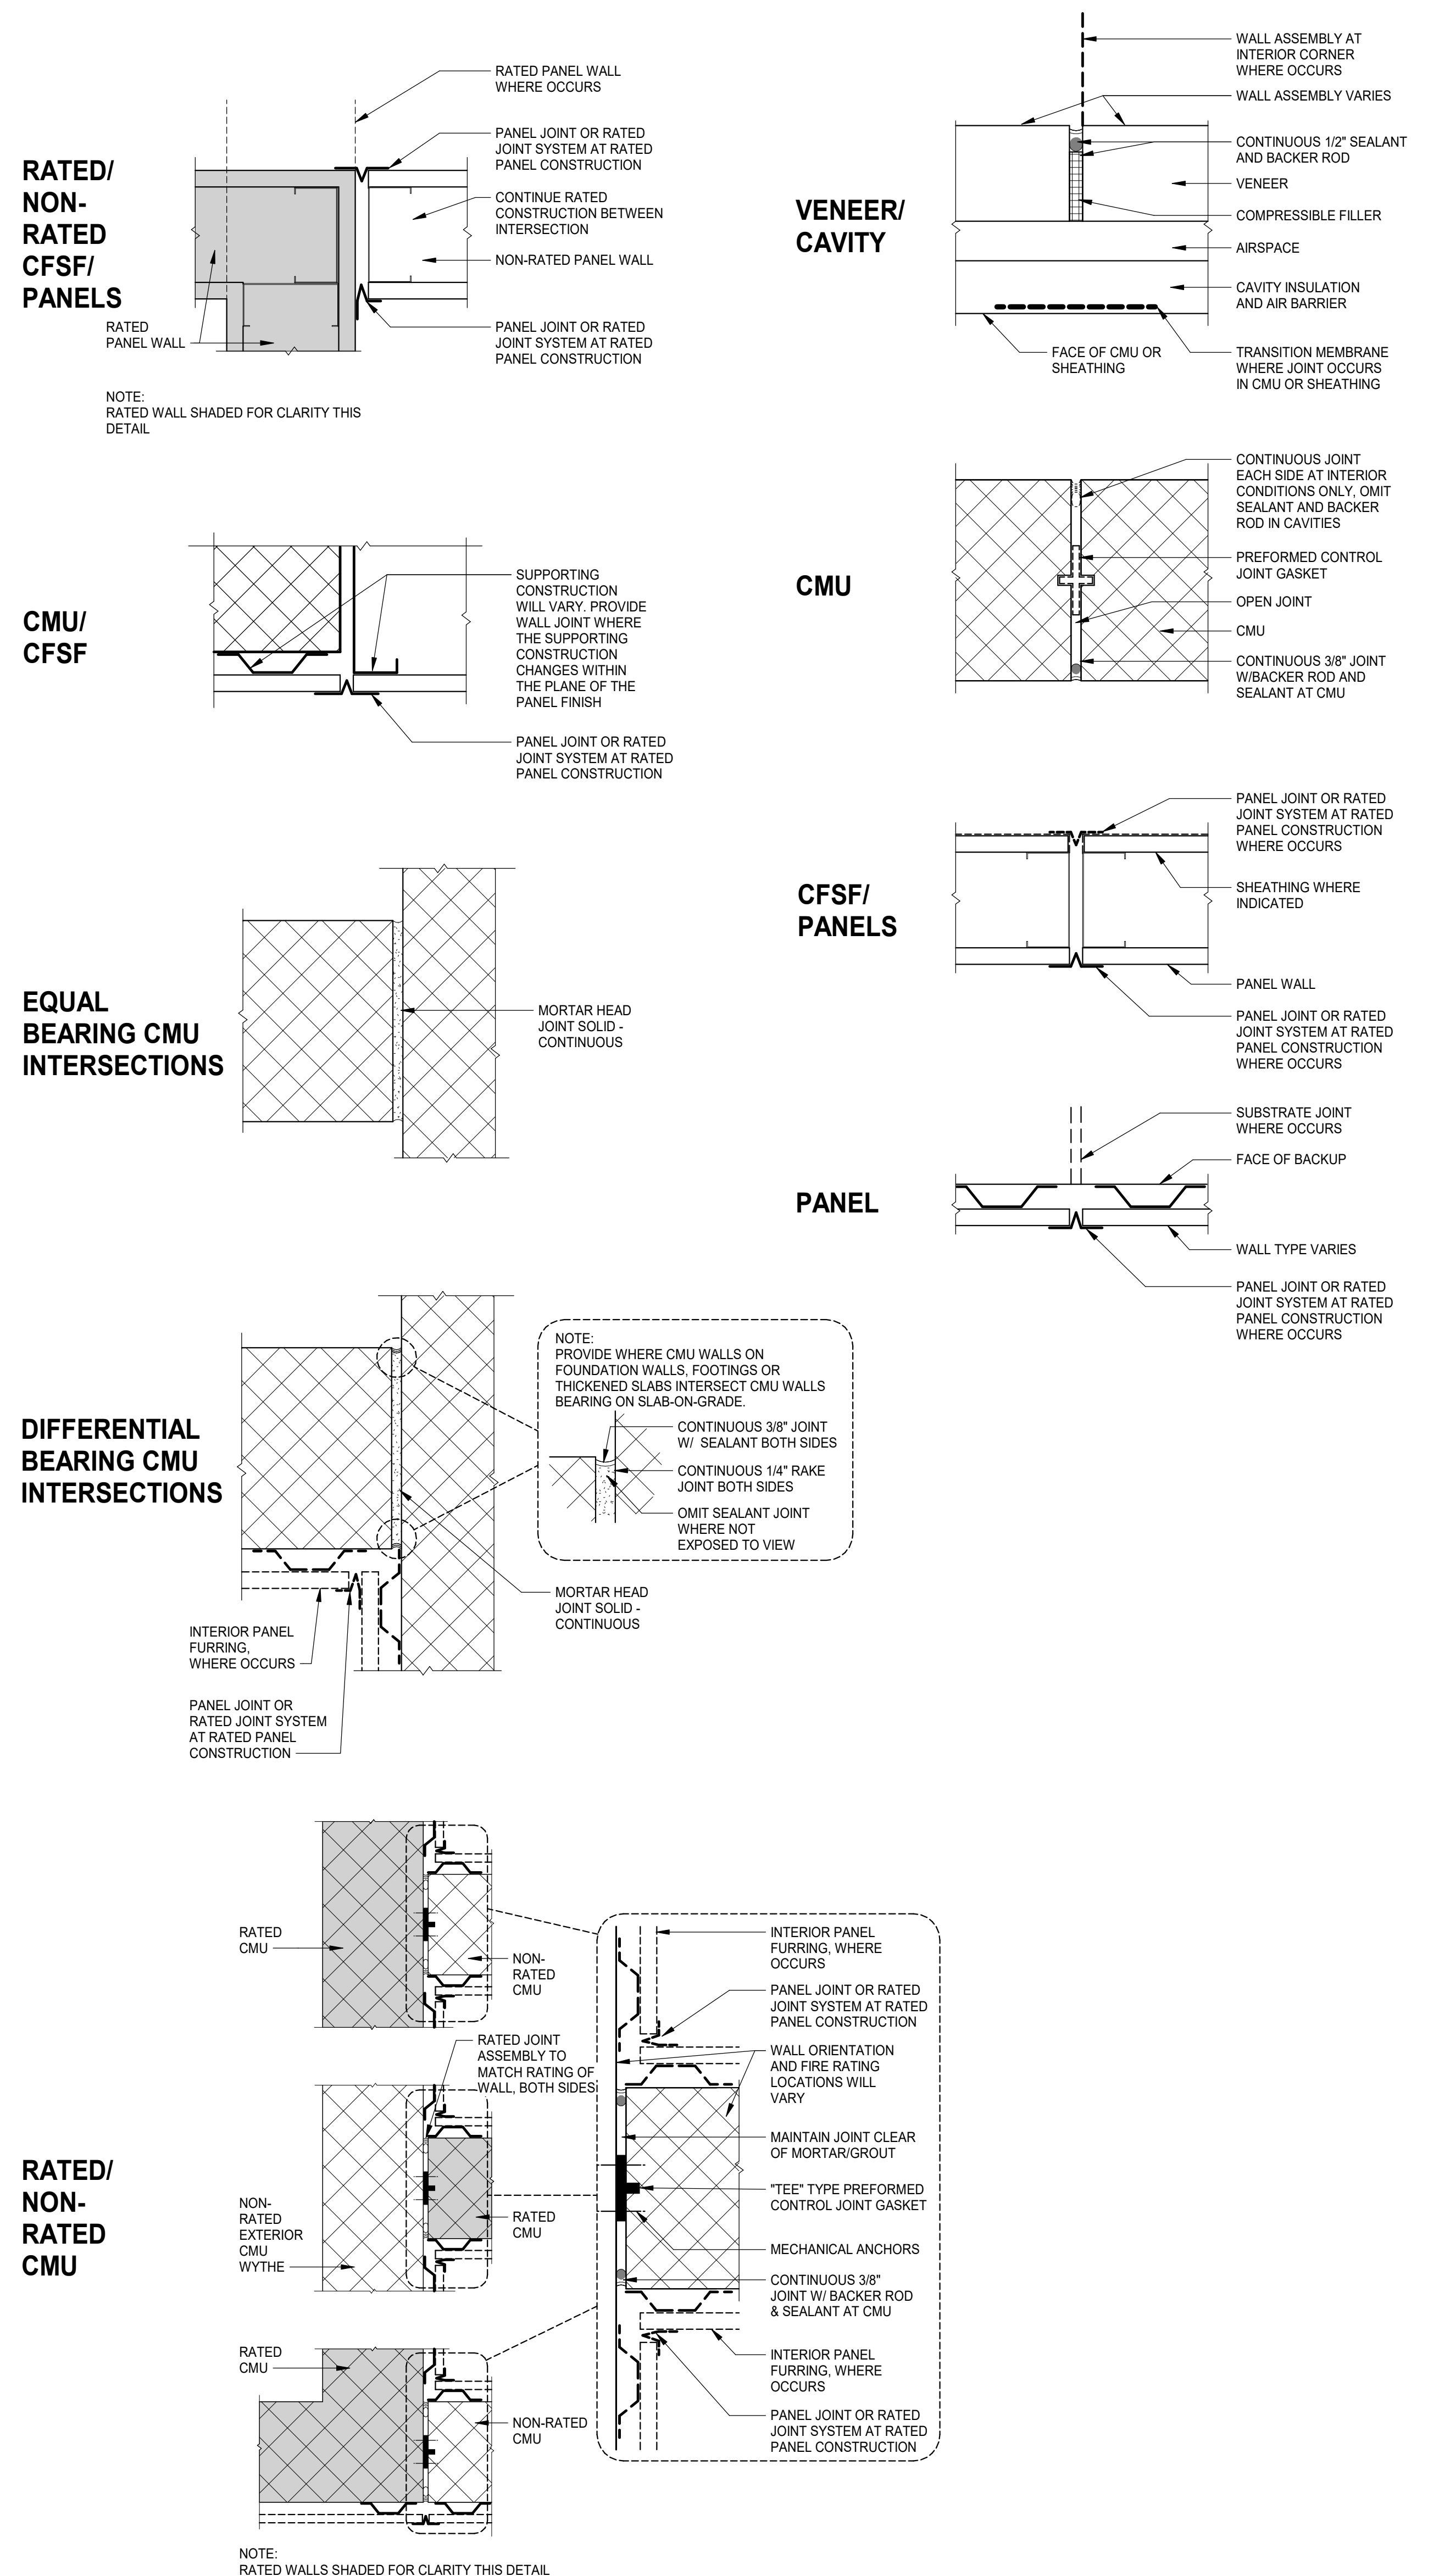 RATED/
NON-
RATED
CFSF/
PANELS
RATED PANEL WALL
WHERE OCCURS
PANEL JOINT OR RATED
JOINT SYSTEM AT RATED
PANEL CONSTRUCTION
CONTINUE RATED
CONSTRUCTION BETWEEN
INTERSECTION
NON-RATED PANEL WALL
PANEL JOINT OR RATED
JOINT SYSTEM AT RATED
PANEL CONSTRUCTION
RATED
PANEL WALL
NOTE:
RATED WALL SHADED FOR CLARITY THIS
DETAIL
CMU/
CFSF
SUPPORTING
CONSTRUCTION
WILL VARY. PROVIDE
WALL JOINT WHERE
THE SUPPORTING
CONSTRUCTION
CHANGES WITHIN
THE PLANE OF THE
PANEL FINISH
PANEL JOINT OR RATED
JOINT SYSTEM AT RATED
PANEL CONSTRUCTION
EQUAL
BEARING CMU
INTERSECTIONS
MORTAR HEAD
JOINT SOLID -
CONTINUOUS
DIFFERENTIAL
BEARING CMU
INTERSECTIONS
NOTE:
PROVIDE WHERE CMU WALLS ON
FOUNDATION WALLS, FOOTINGS OR
THICKENED SLABS INTERSECT CMU WALLS
BEARING ON SLAB-ON-GRADE.
CONTINUOUS 3/8" JOINT
W/ SEALANT BOTH SIDES
CONTINUOUS 1/4" RAKE
JOINT BOTH SIDES
OMIT SEALANT JOINT
WHERE NOT
EXPOSED TO VIEW
MORTAR HEAD
JOINT SOLID -
CONTINUOUS
INTERIOR PANEL
FURRING,
WHERE OCCURS
PANEL JOINT OR
RATED JOINT SYSTEM
AT RATED PANEL
CONSTRUCTION
RATED/
NON-
RATED
CMU
RATED
CMU
NON-
RATED
CMU
RATED JOINT
ASSEMBLY TO
MATCH RATING OF
WALL, BOTH SIDES
NON-
RATED
EXTERIOR
CMU
WYTHE
RATED
CMU
RATED
CMU
NON-RATED
CMU
NOTE:
RATED WALLS SHADED FOR CLARITY THIS DETAIL
INTERIOR PANEL
FURRING, WHERE
OCCURS
PANEL JOINT OR RATED
JOINT SYSTEM AT RATED
PANEL CONSTRUCTION
WALL ORIENTATION
AND FIRE RATING
LOCATIONS WILL
VARY
MAINTAIN JOINT CLEAR
OF MORTAR/GROUT
"TEE" TYPE PREFORMED
CONTROL JOINT GASKET
MECHANICAL ANCHORS
CONTINUOUS 3/8"
JOINT W/ BACKER ROD
& SEALANT AT CMU
INTERIOR PANEL
FURRING, WHERE
OCCURS
PANEL JOINT OR RATED
JOINT SYSTEM AT RATED
PANEL CONSTRUCTION
VENEER/
CAVITY
WALL ASSEMBLY AT
INTERIOR CORNER
WHERE OCCURS
WALL ASSEMBLY VARIES
CONTINUOUS 1/2" SEALANT
AND BACKER ROD
VENEER
COMPRESSIBLE FILLER
AIRSPACE
CAVITY INSULATION
AND AIR BARRIER
FACE OF CMU OR
SHEATHING
TRANSITION MEMBRANE
WHERE JOINT OCCURS
IN CMU OR SHEATHING
CMU
CONTINUOUS JOINT
EACH SIDE AT INTERIOR
CONDITIONS ONLY, OMIT
SEALANT AND BACKER
ROD IN CAVITIES
PREFORMED CONTROL
JOINT GASKET
OPEN JOINT
CMU
CONTINUOUS 3/8" JOINT
W/BACKER ROD AND
SEALANT AT CMU
CFSF/
PANELS
PANEL JOINT OR RATED
JOINT SYSTEM AT RATED
PANEL CONSTRUCTION
WHERE OCCURS
SHEATHING WHERE
INDICATED
PANEL WALL
PANEL JOINT OR RATED
JOINT SYSTEM AT RATED
PANEL CONSTRUCTION
WHERE OCCURS
PANEL
SUBSTRATE JOINT
WHERE OCCURS
FACE OF BACKUP
WALL TYPE VARIES
PANEL JOINT OR RATED
JOINT SYSTEM AT RATED
PANEL CONSTRUCTION
WHERE OCCURS